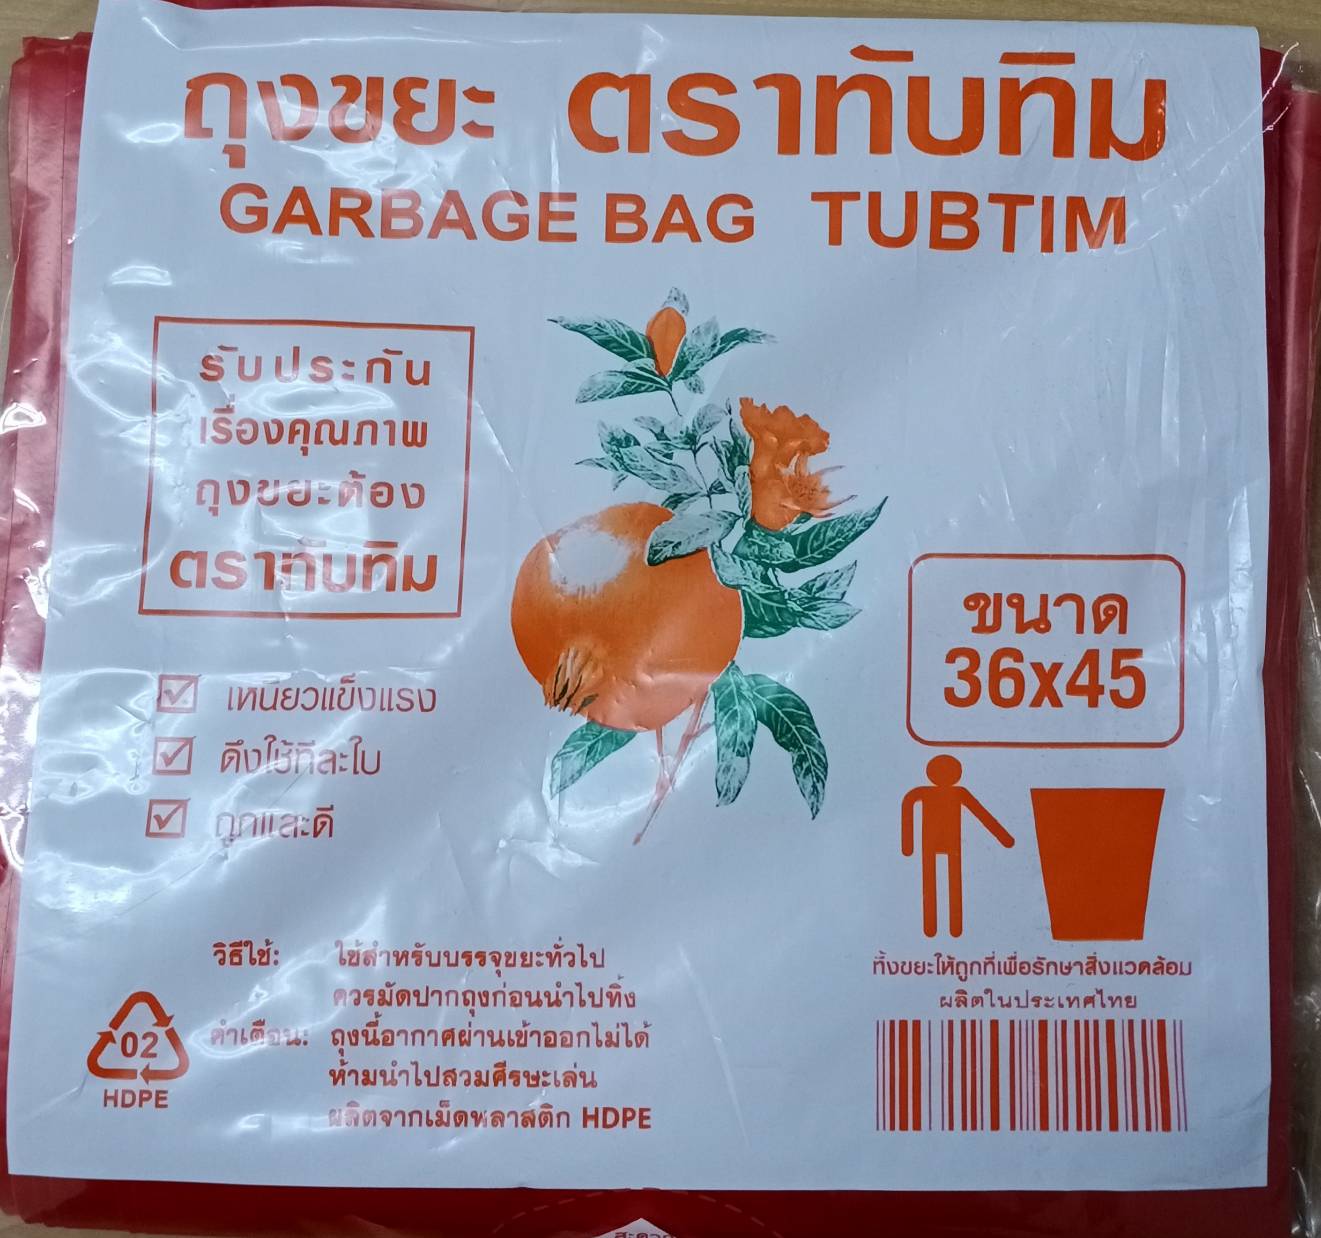 ถุงขยะ ตราทับทิม
GARBAGE BAG TUBTIM
รับประกัน
เรื่องคุณภาพ
ถุงขยะต้อง
ตราทับทิม
เหนียวแข็งแรง
ดึงใช้ทีละใบ
ถูกและดี
ขนาด
36x45
ทิ้งขยะให้ถูกที่เพื่อรักษาสิ่งแวดล้อม
ผลิตในประเทศไทย
วิธีใช้: ใช้สำหรับบรรจุขยะทั่วไป
ควรมัดปากถุงก่อนนำไปทิ้ง
คำเตือน: ถุงนี้อากาศผ่านเข้าออกไม่ได้
ห้ามนำไปสวมศีรษะเล่น
ผลิตจากเม็ดพลาสติก HDPE
02
HDPE